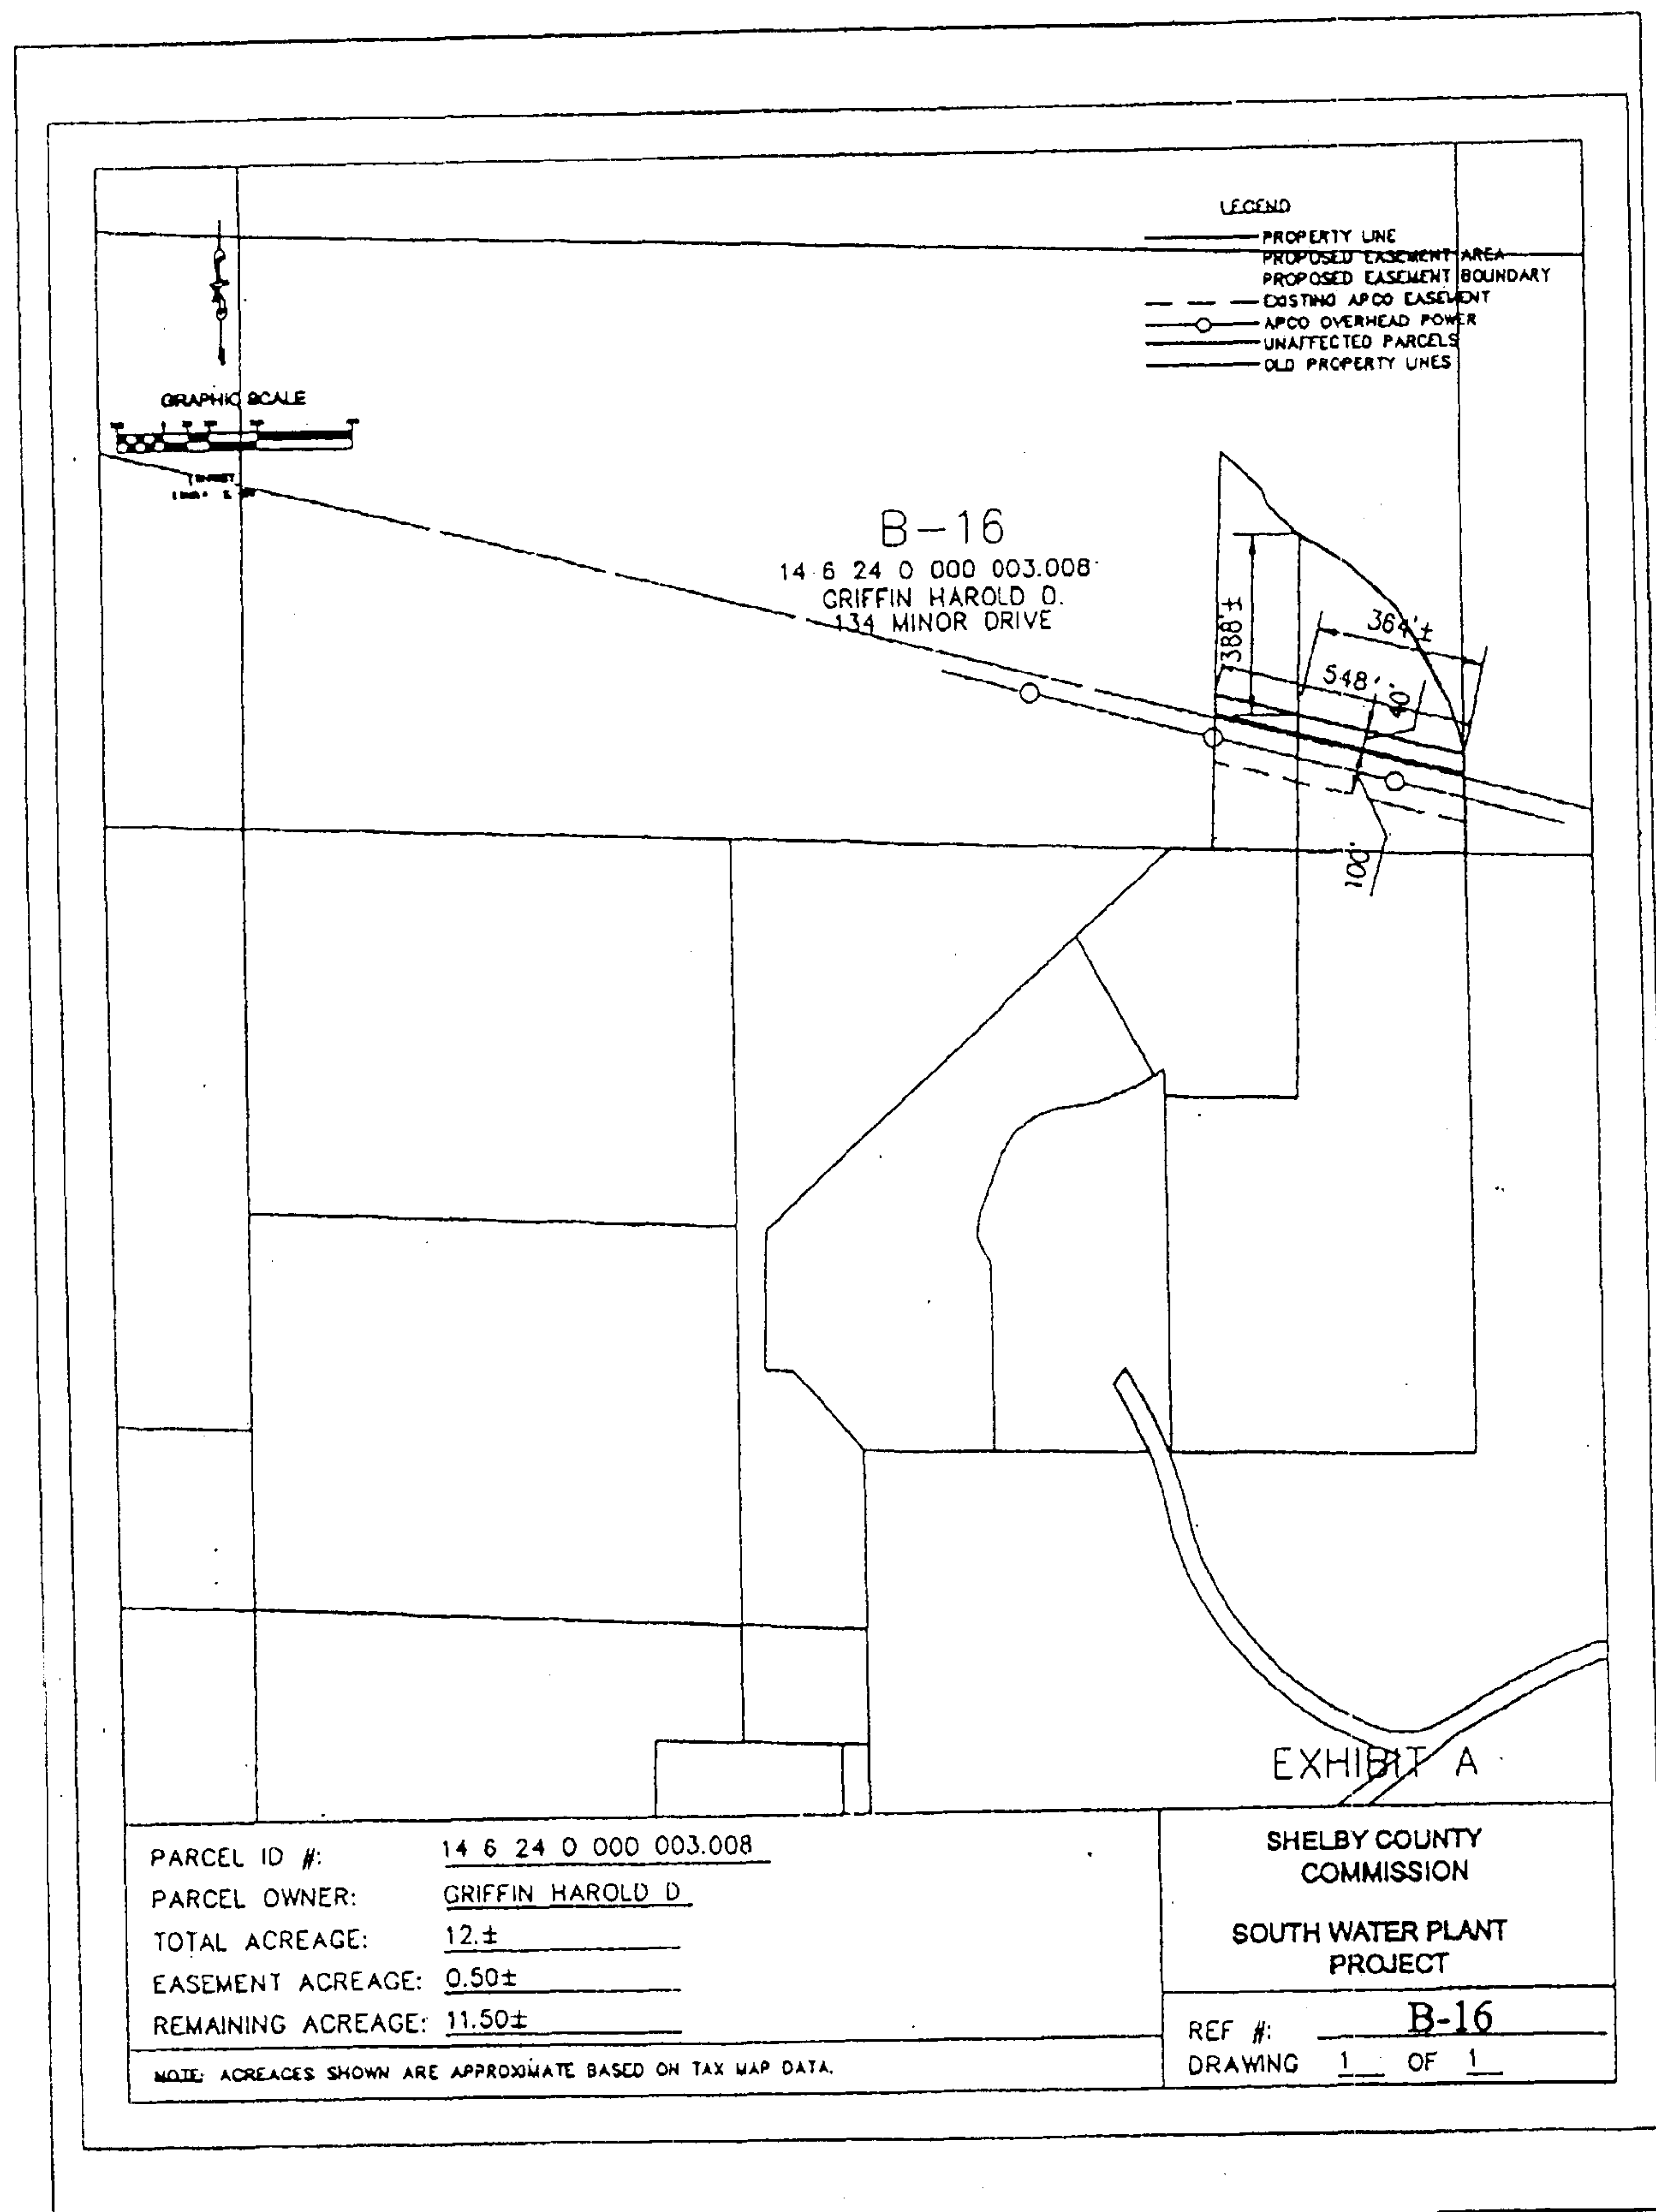 LEGEND
PROPERTY LINE
PROPOSED EASEMENT AREA
PROPOSED EASEMENT BOUNDARY
EXISTING APCO EASEMENT
APCO OVERHEAD POWER
UNAFFECTED PARCELS
OLD PROPERTY LINES
GRAPHIC SCALE
B-16
14 6 24 0 000 003.008
GRIFFIN HAROLD D.
134 MINOR DRIVE
388'±
364'±
548'
40'
100'
EXHIBIT A
PARCEL ID #: 14 6 24 0 000 003.008
PARCEL OWNER: GRIFFIN HAROLD D
TOTAL ACREAGE: 12.±
EASEMENT ACREAGE: 0.50±
REMAINING ACREAGE: 11.50±
NOTE: ACREAGES SHOWN ARE APPROXIMATE BASED ON TAX MAP DATA.
SHELBY COUNTY
COMMISSION
SOUTH WATER PLANT
PROJECT
REF #: B-16
DRAWING 1 OF 1